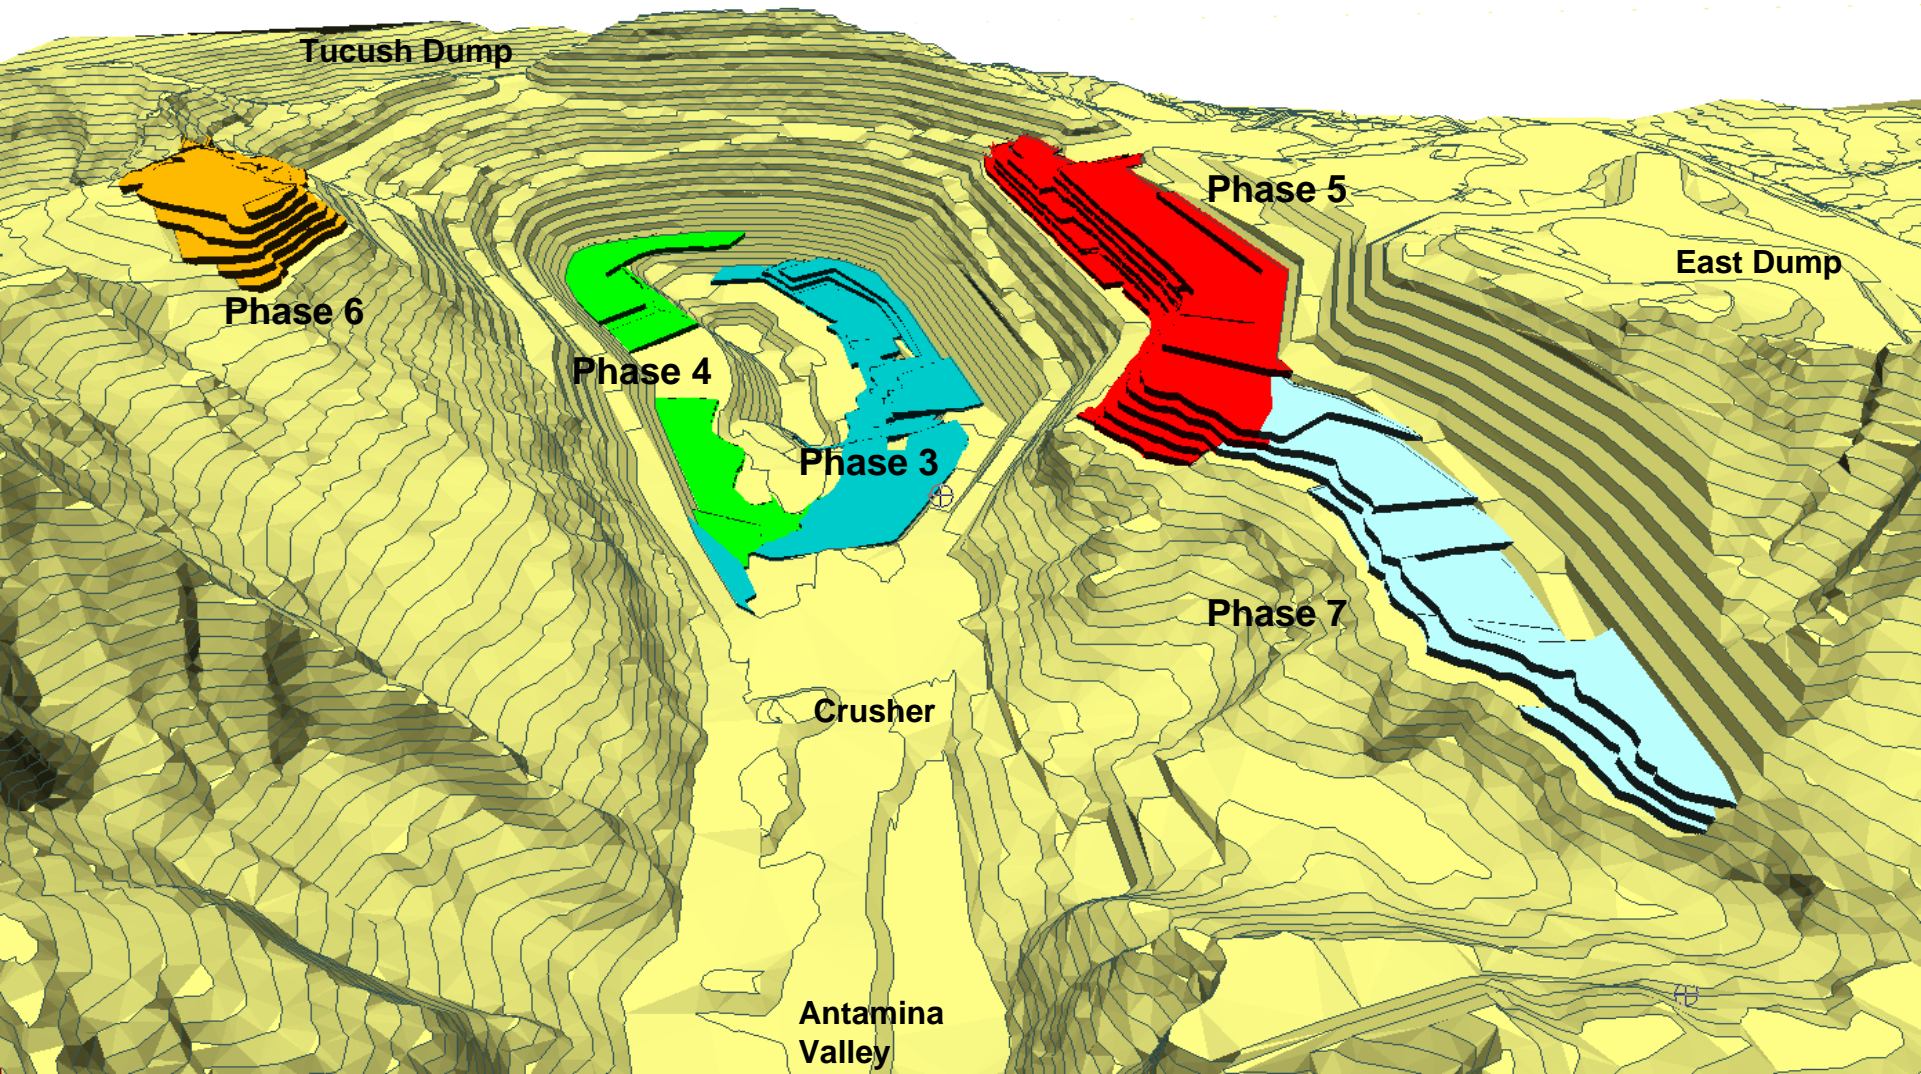 Tucush Dump
Phase 5
East Dump
Phase 6
Phase 4
Phase 3
Phase 7
Crusher
Antamina
Valley